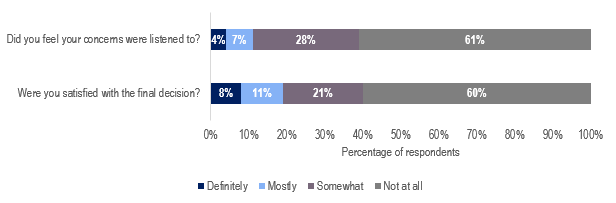 Did you feel your concerns were listened to?
4% 7% 28% 61%
Were you satisfied with the final decision?
8% 11% 21% 60%
0% 10% 20% 30% 40% 50% 60% 70% 80% 90% 100%
Percentage of respondents
Definitely Mostly Somewhat Not at all